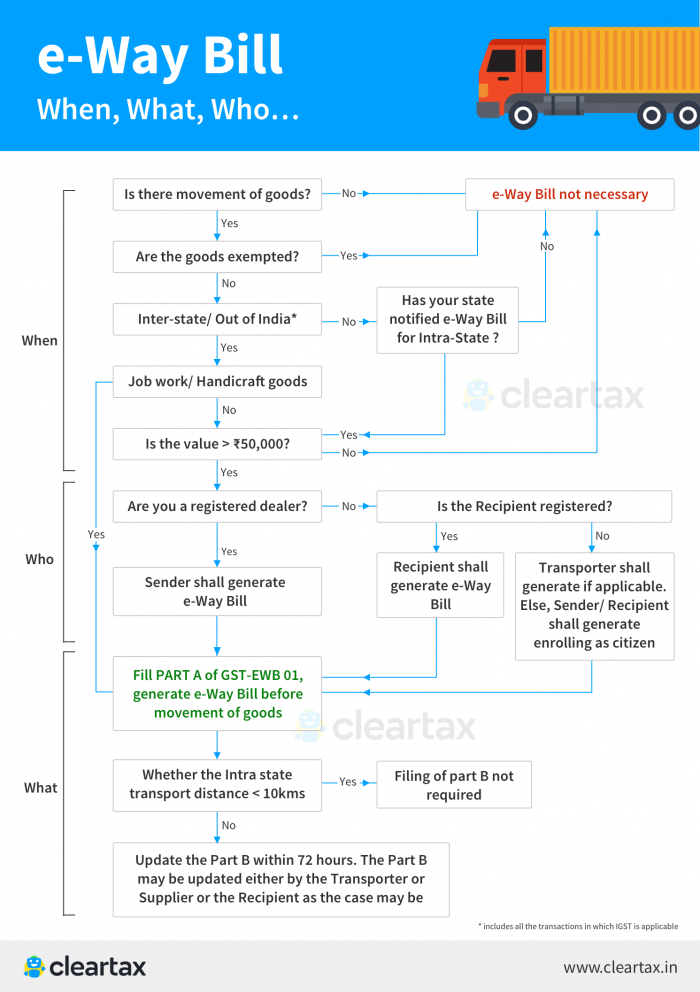 e-Way Bill
When, What, Who...
Is there movement of goods?
No
e-Way Bill not necessary
Yes
Are the goods exempted?
Yes
No
No
Inter-state/ Out of India*
No
Has your state
notified e-Way Bill
for Intra-State ?
When
Yes
Job work/ Handicraft goods
cleartax
No
Yes
Is the value > ₹50,000?
No
Yes
Are you a registered dealer?
No
Is the Recipient registered?
Yes
Yes
No
Who
Yes
Sender shall generate
e-Way Bill
Recipient shall
generate e-Way
Bill
Transporter shall
generate if applicable.
Else, Sender/ Recipient
shall generate
enrolling as citizen
Fill PART A of GST-EWB 01,
generate e-Way Bill before
movement of goods
cleartax
What
Whether the Intra state
transport distance < 10kms
Yes
Filing of part B not
required
No
Update the Part B within 72 hours. The Part B
may be updated either by the Transporter or
Supplier or the Recipient as the case may be
* includes all the transactions in which IGST is applicable
cleartax
www.cleartax.in